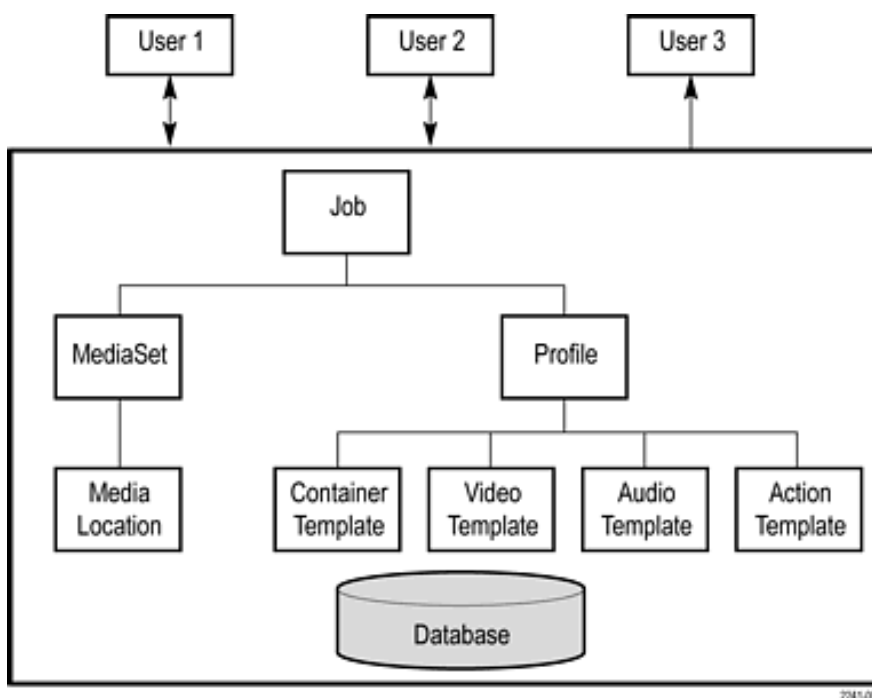 User 1
User 2
User 3
Job
MediaSet
Profile
Media
Location
Container
Template
Video
Template
Audio
Template
Action
Template
Database